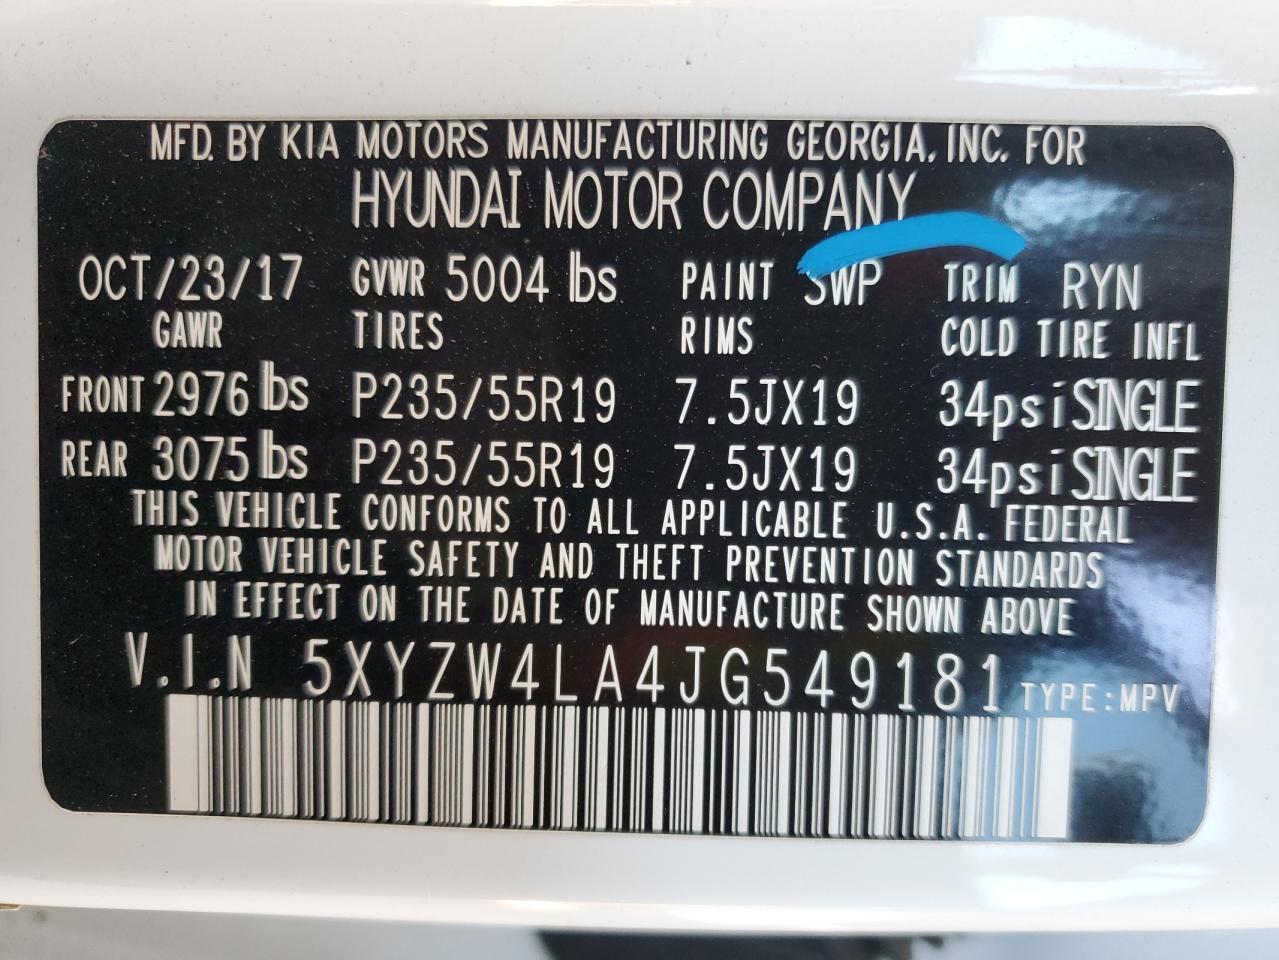 MFD. BY KIA MOTORS MANUFACTURING GEORGIA, INC. FOR
HYUNDAI MOTOR COMPANY
OCT/23/17 GVWR 5004 lbs PAINT SWP TRIM RYN
GAWR TIRES RIMS COLD TIRE INFL
FRONT 2976 lbs P235/55R19 7.5JX19 34psi SINGLE
REAR 3075 lbs P235/55R19 7.5JX19 34psi SINGLE
THIS VEHICLE CONFORMS TO ALL APPLICABLE U.S.A. FEDERAL
MOTOR VEHICLE SAFETY AND THEFT PREVENTION STANDARDS
IN EFFECT ON THE DATE OF MANUFACTURE SHOWN ABOVE
V.I.N 5XYZW4LA4JG549181 TYPE:MPV